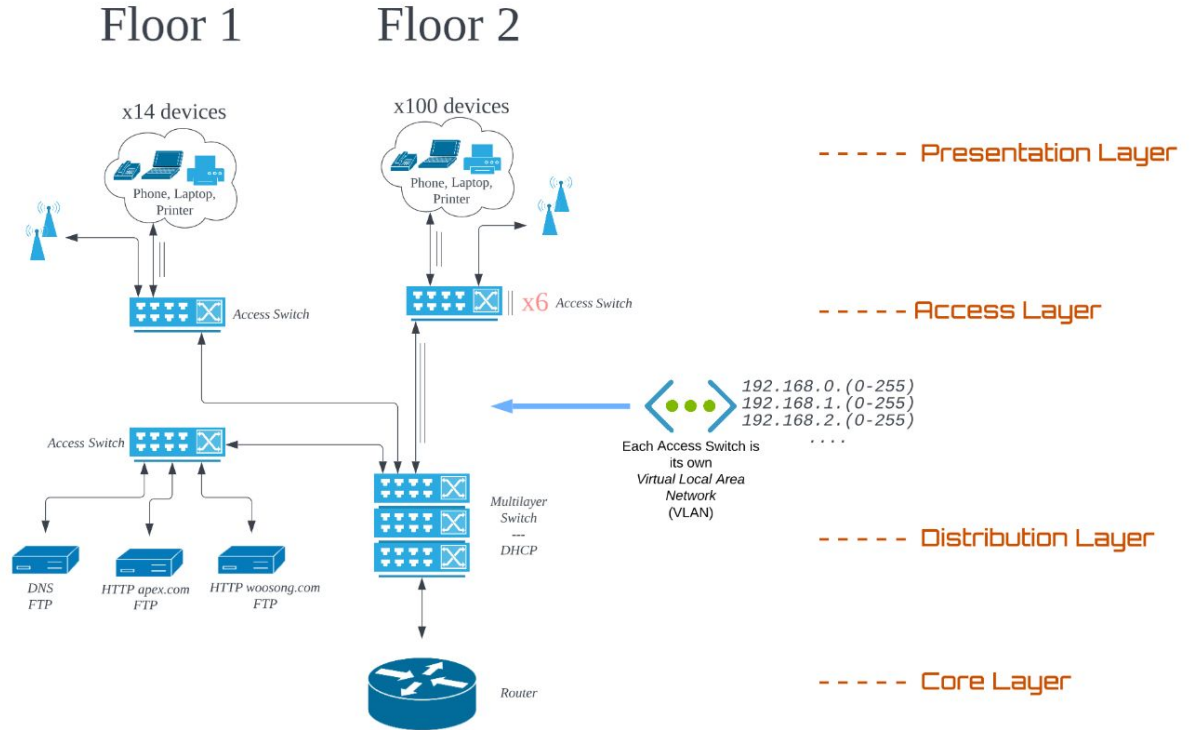 Floor 1
Floor 2
x14 devices
x100 devices
Presentation Layer
Phone, Laptop,
Printer
Phone, Laptop,
Printer
Access Switch
x6 Access Switch
Access Layer
192.168.0.(0-255)
192.168.1.(0-255)
192.168.2.(0-255)
....
Each Access Switch is
its own
Virtual Local Area
Network
(VLAN)
Access Switch
Multilayer
Switch
---
DHCP
Distribution Layer
DNS
FTP
HTTP apex.com
FTP
HTTP woosong.com
FTP
Router
Core Layer